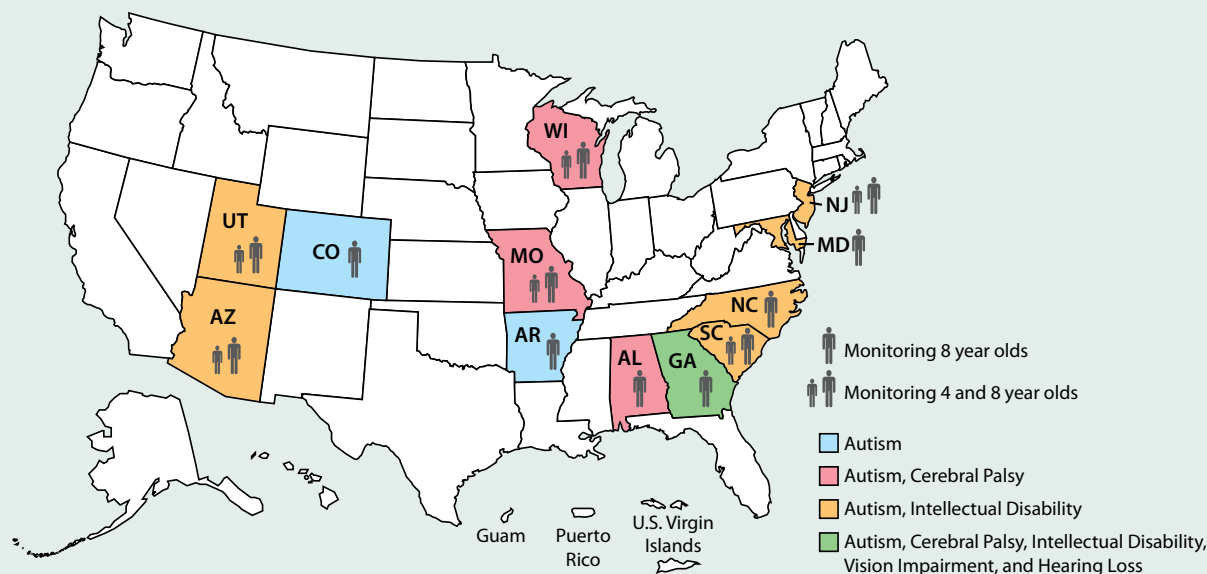 WI
NJ
UT
MD
CO
MO
NC
AZ
AR
SC
AL
GA
Monitoring 8 year olds
Monitoring 4 and 8 year olds
Autism
Autism, Cerebral Palsy
Autism, Intellectual Disability
Autism, Cerebral Palsy, Intellectual Disability,
Vision Impairment, and Hearing Loss
Guam
Puerto
Rico
U.S. Virgin
Islands